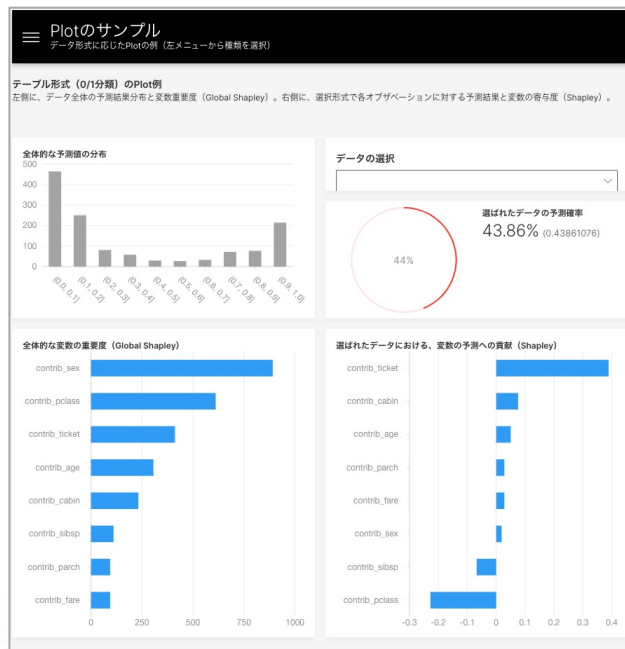 Plotのサンプル
データ形式に応じたPlotの例（左メニューから種類を選択）
テーブル形式（0/1分類）のPlot例
左側に、データ全体の予測結果分布と変数重要度（Global Shapley）。右側に、選択形式で各オブザベーションに対する予測結果と変数の寄与度（Shapley）。
全体的な予測値の分布
500
400
300
200
100
0
(0.0, 0.1]
(0.1, 0.2]
(0.2, 0.3]
(0.3, 0.4]
(0.4, 0.5]
(0.5, 0.6]
(0.6, 0.7]
(0.7, 0.8]
(0.8, 0.9]
(0.9, 1.0]
データの選択
選ばれたデータの予測確率
43.86% (0.43861076)
44%
全体的な変数の重要度（Global Shapley）
contrib_sex
contrib_pclass
contrib_ticket
contrib_age
contrib_cabin
contrib_sibsp
contrib_parch
contrib_fare
0 250 500 750 1000
選ばれたデータにおける、変数の予測への貢献（Shapley）
contrib_ticket
contrib_cabin
contrib_age
contrib_parch
contrib_fare
contrib_sex
contrib_sibsp
contrib_pclass
-0.3 -0.2 -0.1 0 0.1 0.2 0.3 0.4